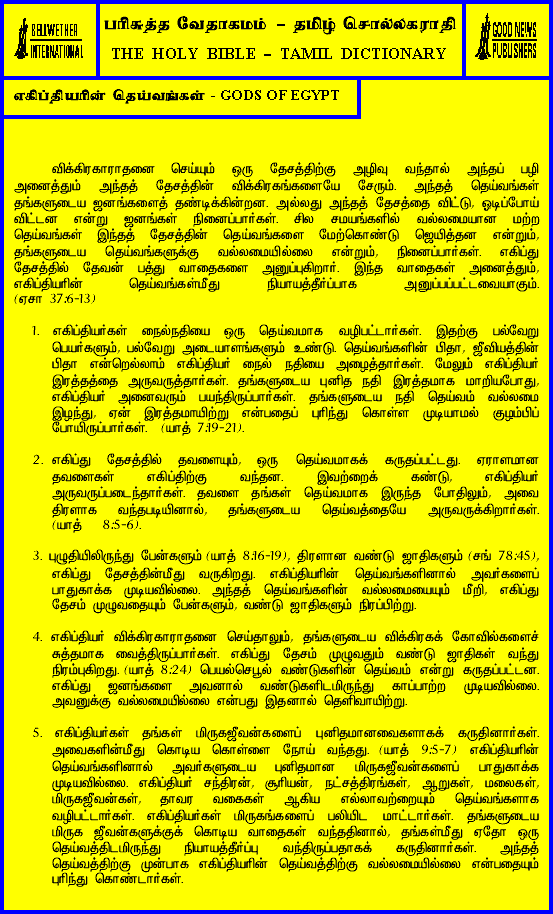 BELLWETHER
INTERNATIONAL
பரிசுத்த வேதாகமம் – தமிழ் சொல்லகராதி
THE HOLY BIBLE – TAMIL DICTIONARY
GOOD NEWS
PUBLISHERS
எகிப்தியரின் தெய்வங்கள் - GODS OF EGYPT
விக்கிரகாராதனை செய்யும் ஒரு தேசத்திற்கு அழிவு வந்தால் அந்தப் பழி
அனைத்தும் அந்தத் தேசத்தின் விக்கிரகங்களையே சேரும். அந்தத் தெய்வங்கள்
தங்களுடைய ஜனங்களைத் தண்டிக்கின்றன. அல்லது அந்தத் தேசத்தை விட்டு, ஓடிப்போய்
விட்டன என்று ஜனங்கள் நினைப்பார்கள். சில சமயங்களில் வல்லமையான மற்ற
தெய்வங்கள் இந்தத் தேசத்தின் தெய்வங்களை மேற்கொண்டு ஜெயித்தன என்றும்,
தங்களுடைய தெய்வங்களுக்கு வல்லமையில்லை என்றும், நினைப்பார்கள். எகிப்து
தேசத்தில் தேவன் பத்து வாதைகளை அனுப்புகிறார். இந்த வாதைகள் அனைத்தும்,
எகிப்தியரின் தெய்வங்கள்மீது நியாயத்தீர்ப்பாக அனுப்பப்பட்டவையாகும்.
(ஏசா 37:6-13)
1. எகிப்தியர்கள் நைல்நதியை ஒரு தெய்வமாக வழிபட்டார்கள். இதற்கு பல்வேறு
பெயர்களும், பல்வேறு அடையாளங்களும் உண்டு. தெய்வங்களின் பிதா, ஜீவியத்தின்
பிதா என்றெல்லாம் எகிப்தியர் நைல் நதியை அழைத்தார்கள். மேலும் எகிப்தியர்
இரத்தத்தை அருவருத்தார்கள். தங்களுடைய புனித நதி இரத்தமாக மாறியபோது,
எகிப்தியர் அனைவரும் பயந்திருப்பார்கள். தங்களுடைய நதி தெய்வம் வல்லமை
இழந்து, ஏன் இரத்தமாயிற்று என்பதைப் புரிந்து கொள்ள முடியாமல் குழம்பிப்
போயிருப்பார்கள். (யாத் 7:19-21).
2. எகிப்து தேசத்தில் தவளையும், ஒரு தெய்வமாகக் கருதப்பட்டது. ஏராளமான
தவளைகள் எகிப்திற்கு வந்தன. இவற்றைக் கண்டு, எகிப்தியர்
அருவருப்படைந்தார்கள். தவளை தங்கள் தெய்வமாக இருந்த போதிலும், அவை
திரளாக வந்தபடியினால், தங்களுடைய தெய்வத்தையே அருவருக்கிறார்கள்.
(யாத் 8:5-6).
3. புழுதியிலிருந்து பேன்களும் (யாத் 8:16-19), திரளான வண்டு ஜாதிகளும் (சங் 78:45),
எகிப்து தேசத்தின்மீது வருகிறது. எகிப்தியரின் தெய்வங்களினால் அவர்களைப்
பாதுகாக்க முடியவில்லை. அந்தத் தெய்வங்களின் வல்லமையையும் மீறி, எகிப்து
தேசம் முழுவதையும் பேன்களும், வண்டு ஜாதிகளும் நிரப்பிற்று.
4. எகிப்தியர் விக்கிரகாராதனை செய்தாலும், தங்களுடைய விக்கிரகக் கோவில்களைச்
சுத்தமாக வைத்திருப்பார்கள். எகிப்து தேசம் முழுவதும் வண்டு ஜாதிகள் வந்து
நிரம்புகிறது. (யாத் 8:24) பெயல்செபூல் வண்டுகளின் தெய்வம் என்று கருதப்பட்டன.
எகிப்து ஜனங்களை அவனால் வண்டுகளிடமிருந்து காப்பாற்ற முடியவில்லை.
அவனுக்கு வல்லமையில்லை என்பது இதனால் தெளிவாயிற்று.
5. எகிப்தியர்கள் தங்கள் மிருகஜீவன்களைப் புனிதமானவைகளாகக் கருதினார்கள்.
அவைகளின்மீது கொடிய கொள்ளை நோய் வந்தது. (யாத் 9:5-7) எகிப்தியரின்
தெய்வங்களினால் அவர்களுடைய புனிதமான மிருகஜீவன்களைப் பாதுகாக்க
முடியவில்லை. எகிப்தியர் சந்திரன், சூரியன், நட்சத்திரங்கள், ஆறுகள், மலைகள்,
மிருகஜீவன்கள், தாவர வகைகள் ஆகிய எல்லாவற்றையும் தெய்வங்களாக
வழிபட்டார்கள். எகிப்தியர்கள் மிருகங்களைப் பலியிட மாட்டார்கள். தங்களுடைய
மிருக ஜீவன்களுக்குக் கொடிய வாதைகள் வந்ததினால், தங்கள்மீது ஏதோ ஒரு
தெய்வத்திடமிருந்து நியாயத்தீர்ப்பு வந்திருப்பதாகக் கருதினார்கள். அந்தத்
தெய்வத்திற்கு முன்பாக எகிப்தியரின் தெய்வத்திற்கு வல்லமையில்லை என்பதையும்
புரிந்து கொண்டார்கள்.